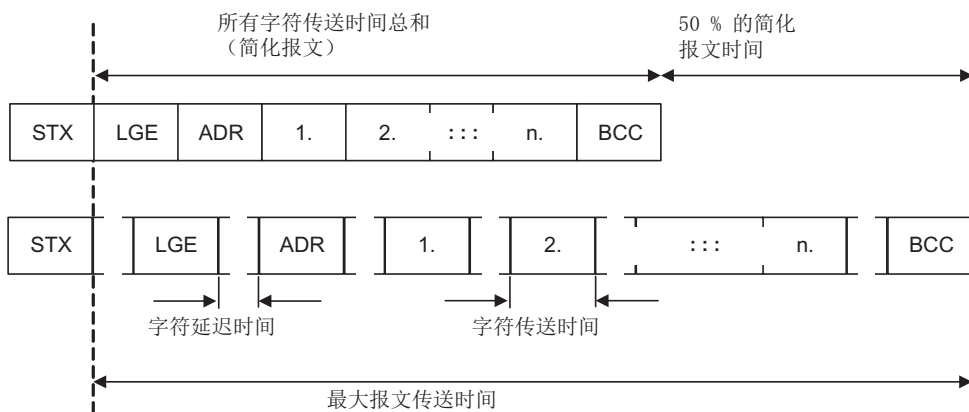 所有字符传送时间总和
（简化报文）
50 % 的简化
报文时间
STX LGE ADR 1. 2. ::: n. BCC
STX LGE ADR 1. 2. ::: n. BCC
字符延迟时间 字符传送时间
最大报文传送时间